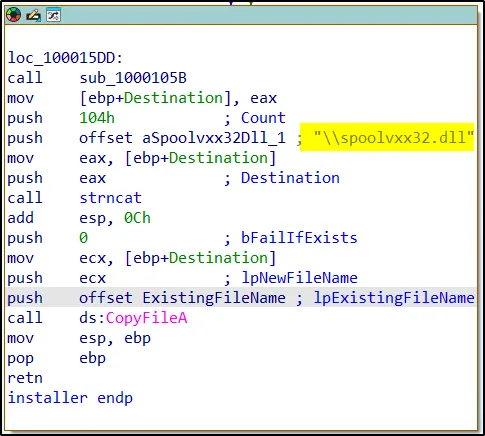 loc_100015DD:
call sub_1000105B
mov [ebp+Destination], eax
push 104h ; Count
push offset aSpoolvxx32Dll_1 ; "\\spoolvxx32.dll"
mov eax, [ebp+Destination]
push eax ; Destination
call strncat
add esp, 0Ch
push 0 ; bFailIfExists
mov ecx, [ebp+Destination]
push ecx ; lpNewFileName
push offset ExistingFileName ; lpExistingFileName
call ds:CopyFileA
mov esp, ebp
pop ebp
retn
installer endp